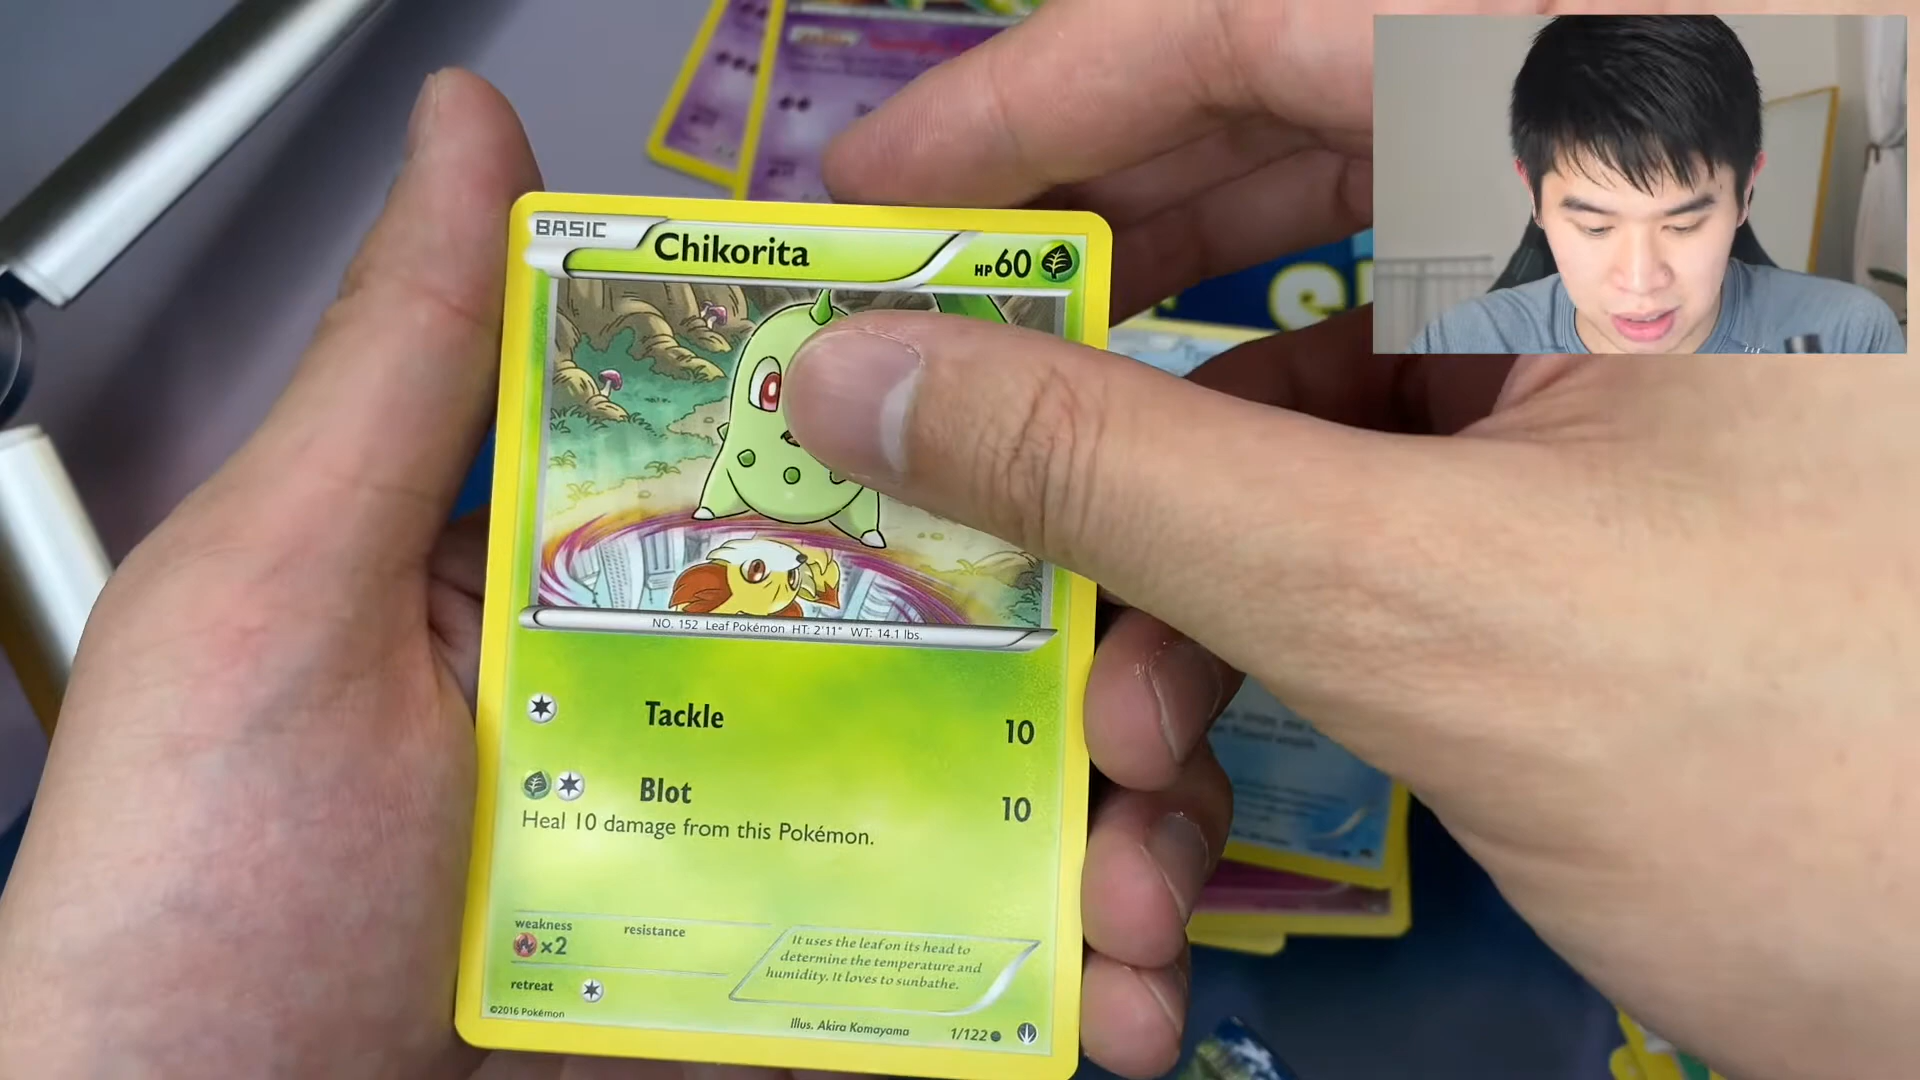 BASIC
Chikorita
HP60
NO. 152 Leaf Pokémon HT: 2'11" WT: 14.1 lbs.
Tackle 10
Blot 10
Heal 10 damage from this Pokémon.
weakness resistance
×2
It uses the leaf on its head to
determine the temperature and
humidity. It loves to sunbathe.
retreat
©2016 Pokémon
Illus. Akira Komayama 1/122